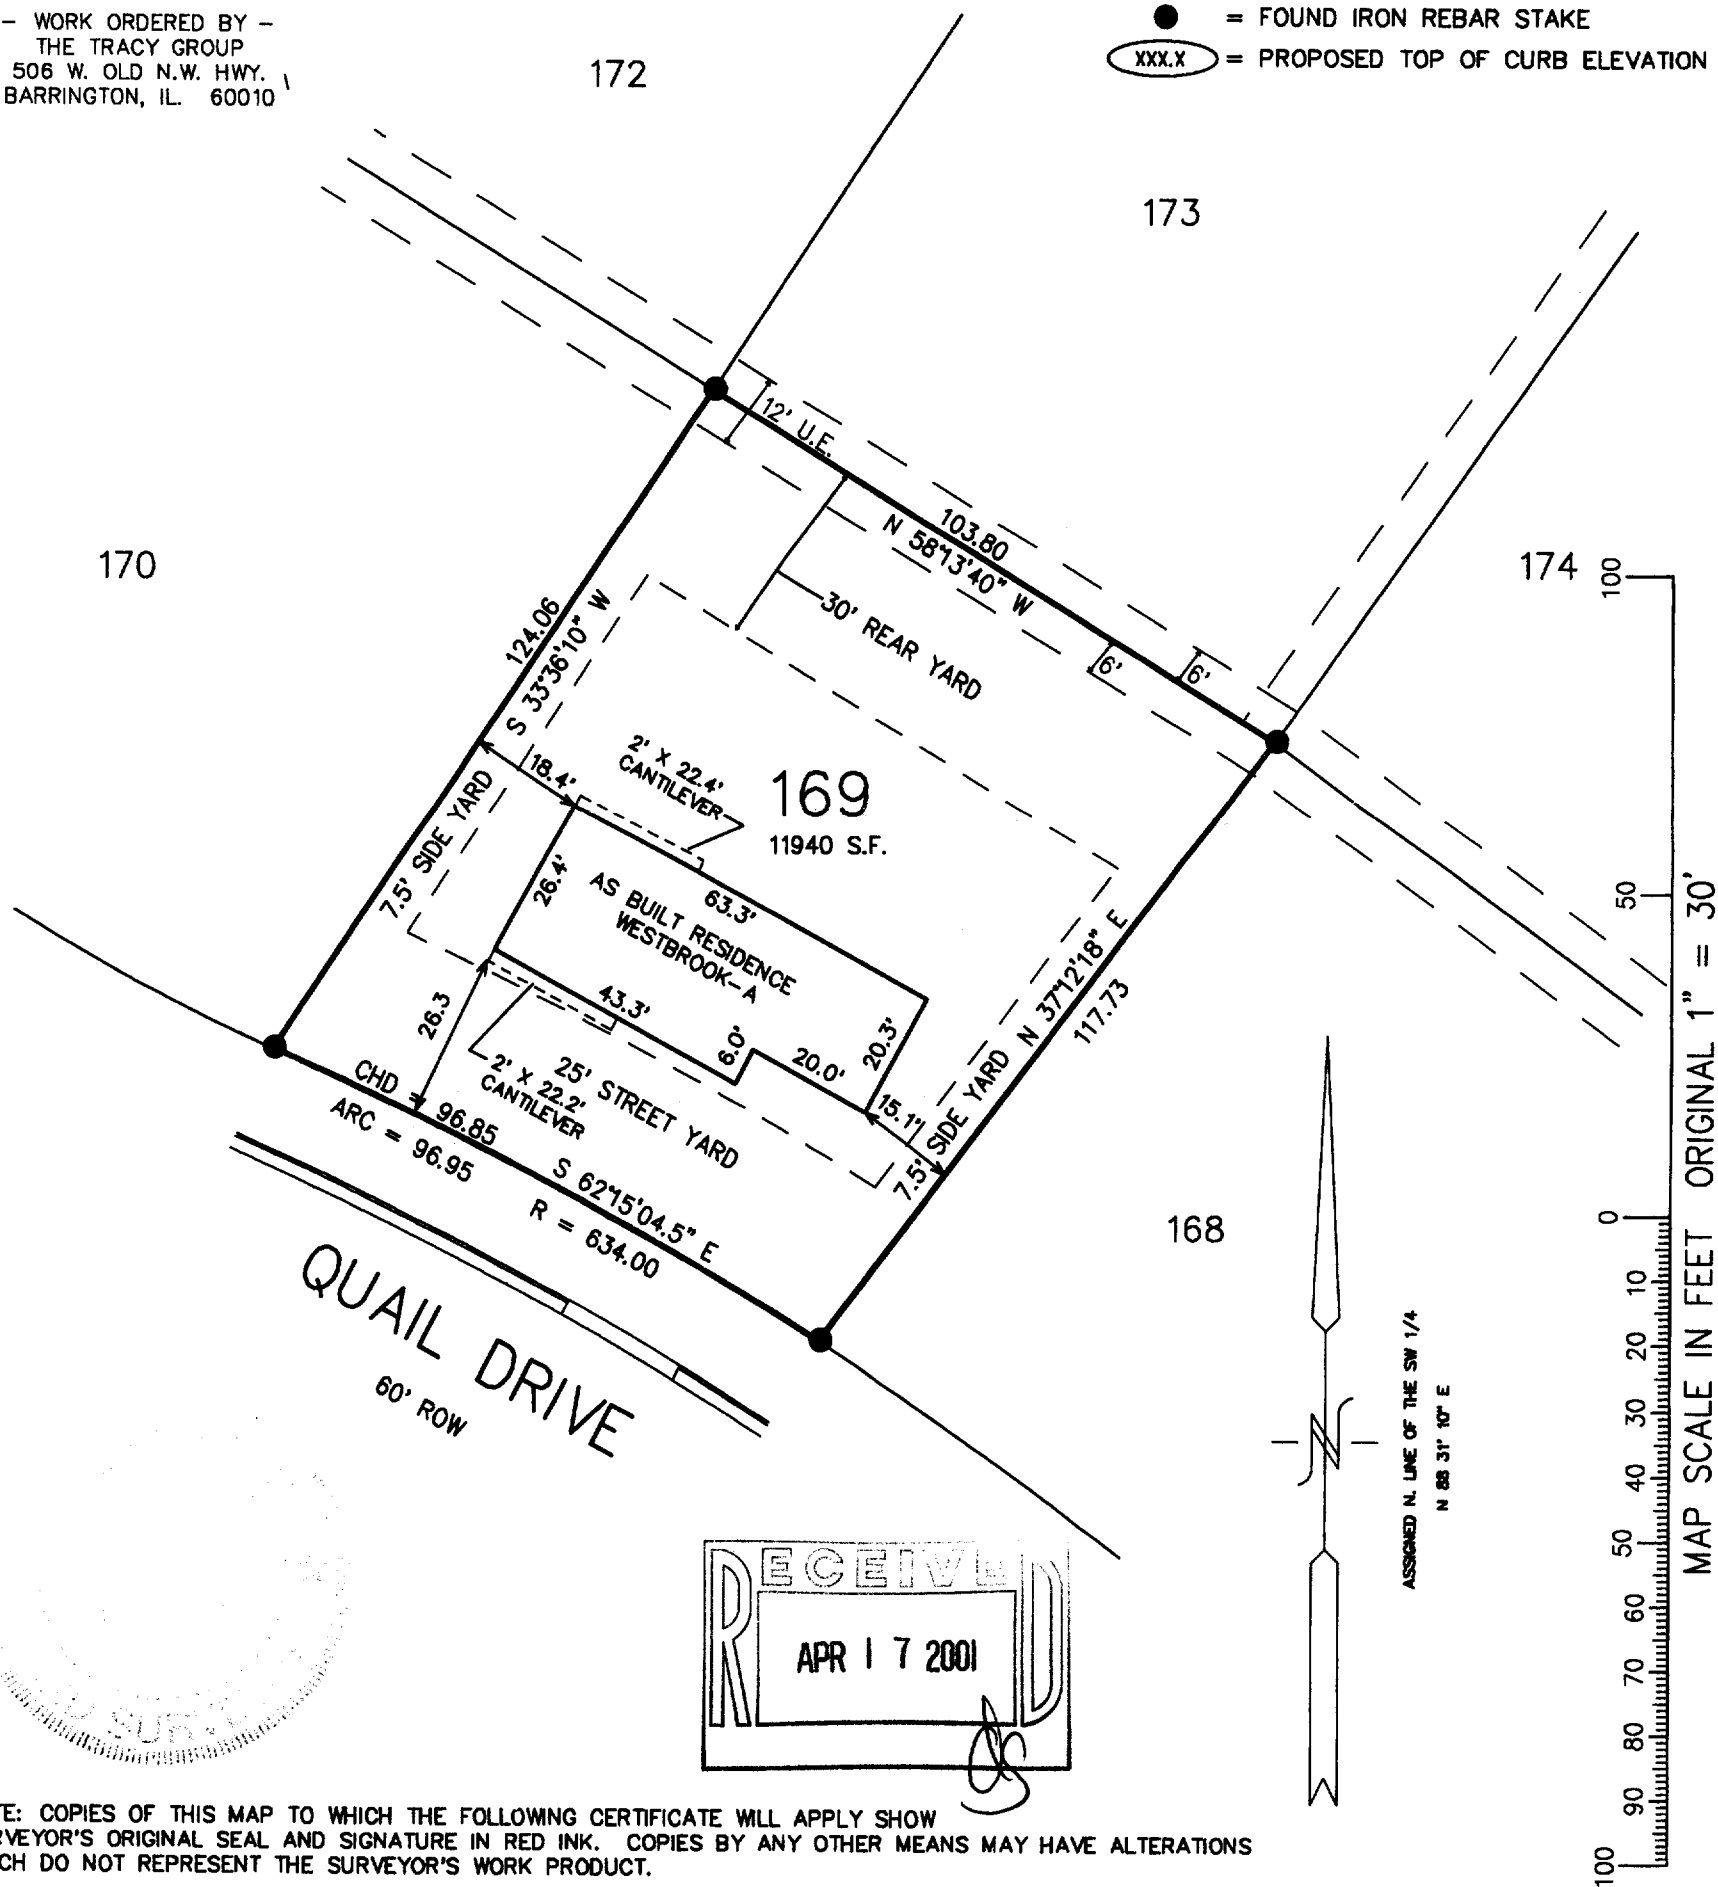 - WORK ORDERED BY -
THE TRACY GROUP
506 W. OLD N.W. HWY.
BARRINGTON, IL. 60010
= FOUND IRON REBAR STAKE
XXX.X = PROPOSED TOP OF CURB ELEVATION
172
173
170
174
12' U.E.
103.80
N 58°13'40" W
124.06
S 33°36'10" W
30' REAR YARD
6'
6'
18.4'
2' X 22.4'
CANTILEVER
169
11940 S.F.
7.5' SIDE YARD
26.4'
63.3'
AS BUILT RESIDENCE
WESTBROOK-A
43.3'
26.3
6.0'
20.0'
20.3'
N 37°12'18" E
117.73
15.1'
7.5' SIDE YARD
2' X 22.2'
CANTILEVER
25' STREET YARD
CHD = 96.85
S 62°15'04.5" E
ARC = 96.95
R = 634.00
168
QUAIL DRIVE
60' ROW
ASSIGNED N. LINE OF THE SW 1/4
N 88 31' 10" E
100
50
0
10
20
30
40
50
60
70
80
90
100
MAP SCALE IN FEET ORIGINAL 1" = 30'
RECEIVED
APR 17 2001
TE: COPIES OF THIS MAP TO WHICH THE FOLLOWING CERTIFICATE WILL APPLY SHOW
RVEYOR'S ORIGINAL SEAL AND SIGNATURE IN RED INK. COPIES BY ANY OTHER MEANS MAY HAVE ALTERATIONS
CH DO NOT REPRESENT THE SURVEYOR'S WORK PRODUCT.